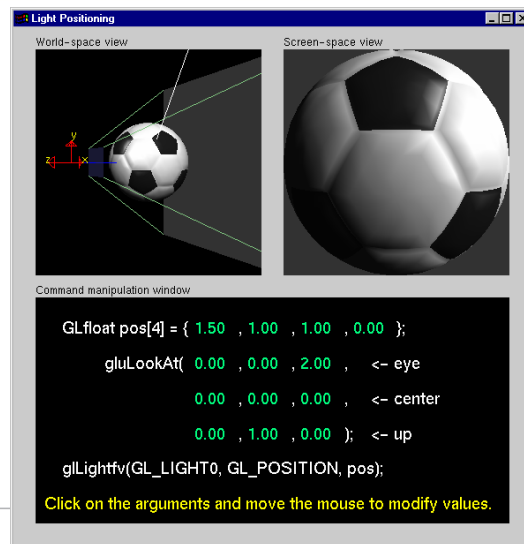 Light Positioning
World-space view
Screen-space view
y
z
x
Command manipulation window
GLfloat pos[4] = { 1.50 , 1.00 , 1.00 , 0.00 };
gluLookAt( 0.00 , 0.00 , 2.00 , <- eye
0.00 , 0.00 , 0.00 , <- center
0.00 , 1.00 , 0.00 ); <- up
glLightfv(GL_LIGHT0, GL_POSITION, pos);
Click on the arguments and move the mouse to modify values.